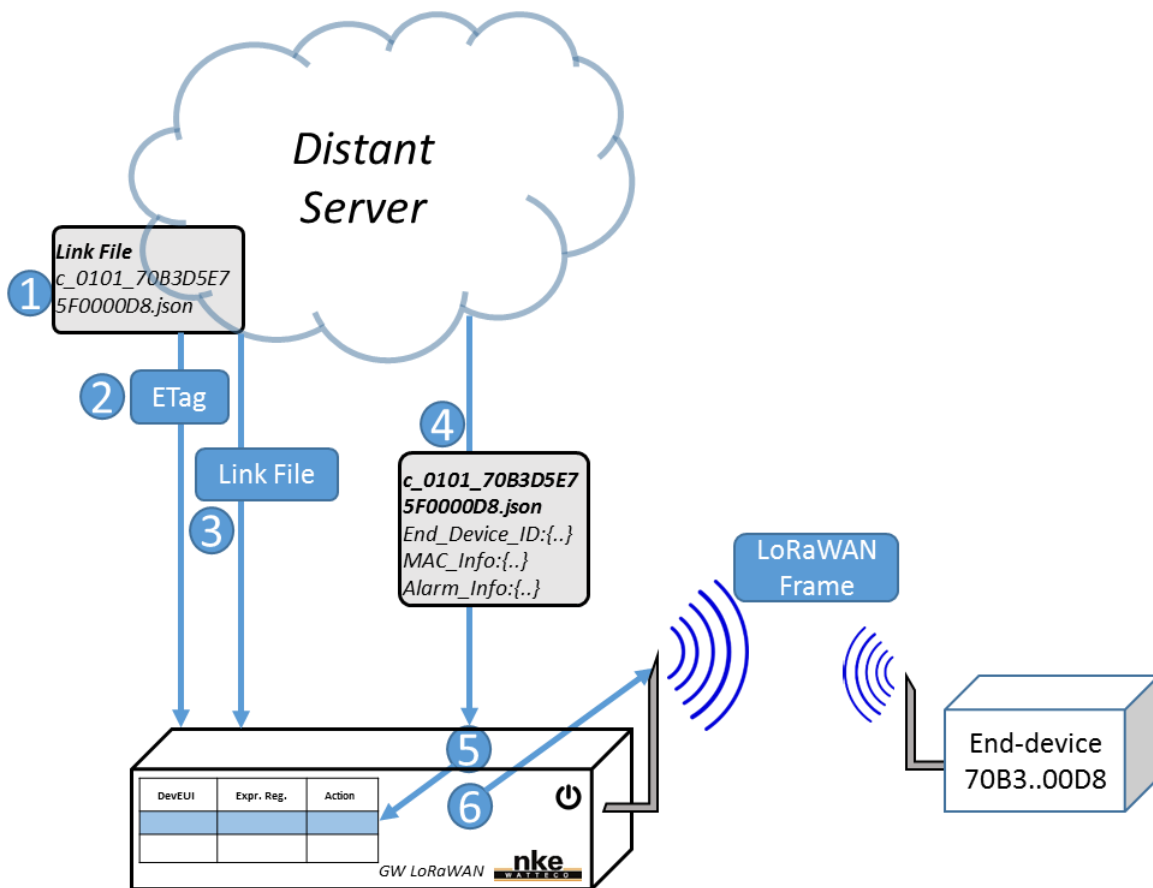 Distant
Server
Link File
c_0101_70B3D5E7
5F0000D8.json
1
2
ETag
Link File
3
4
c_0101_70B3D5E7
5F0000D8.json
End_Device_ID:{..}
MAC_Info:{..}
Alarm_Info:{..}
LoRaWAN
Frame
5
6
DevEUI Expr. Reg. Action
GW LoRaWAN
nke
WATTECO
End-device
70B3..00D8